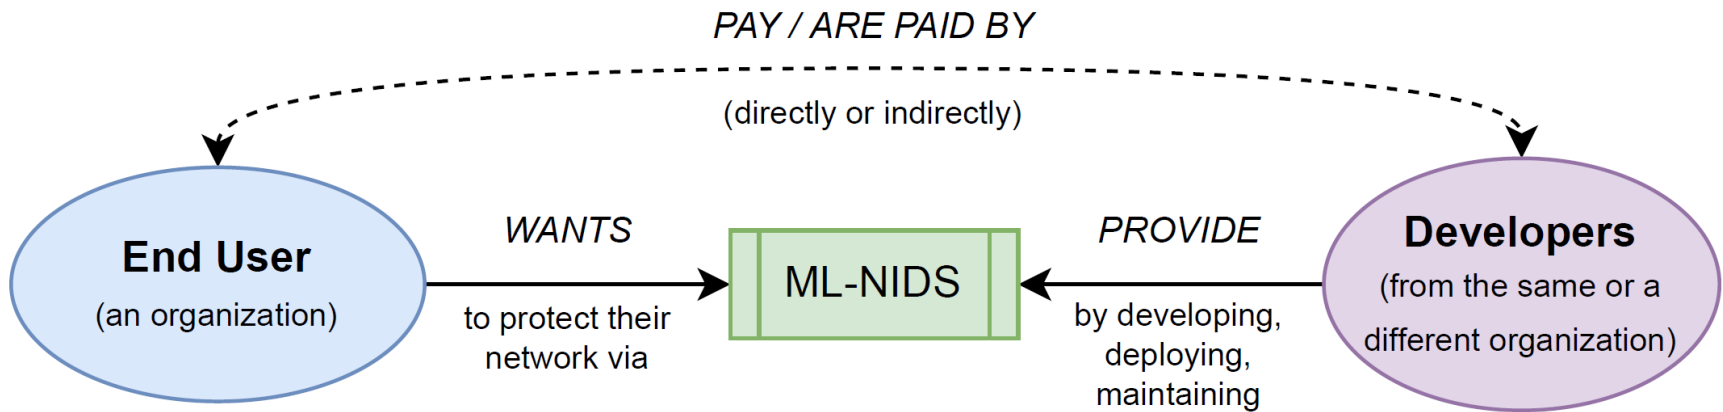 PAY / ARE PAID BY
(directly or indirectly)
End User
(an organization)
WANTS
to protect their
network via
ML-NIDS
PROVIDE
by developing,
deploying,
maintaining
Developers
(from the same or a
different organization)